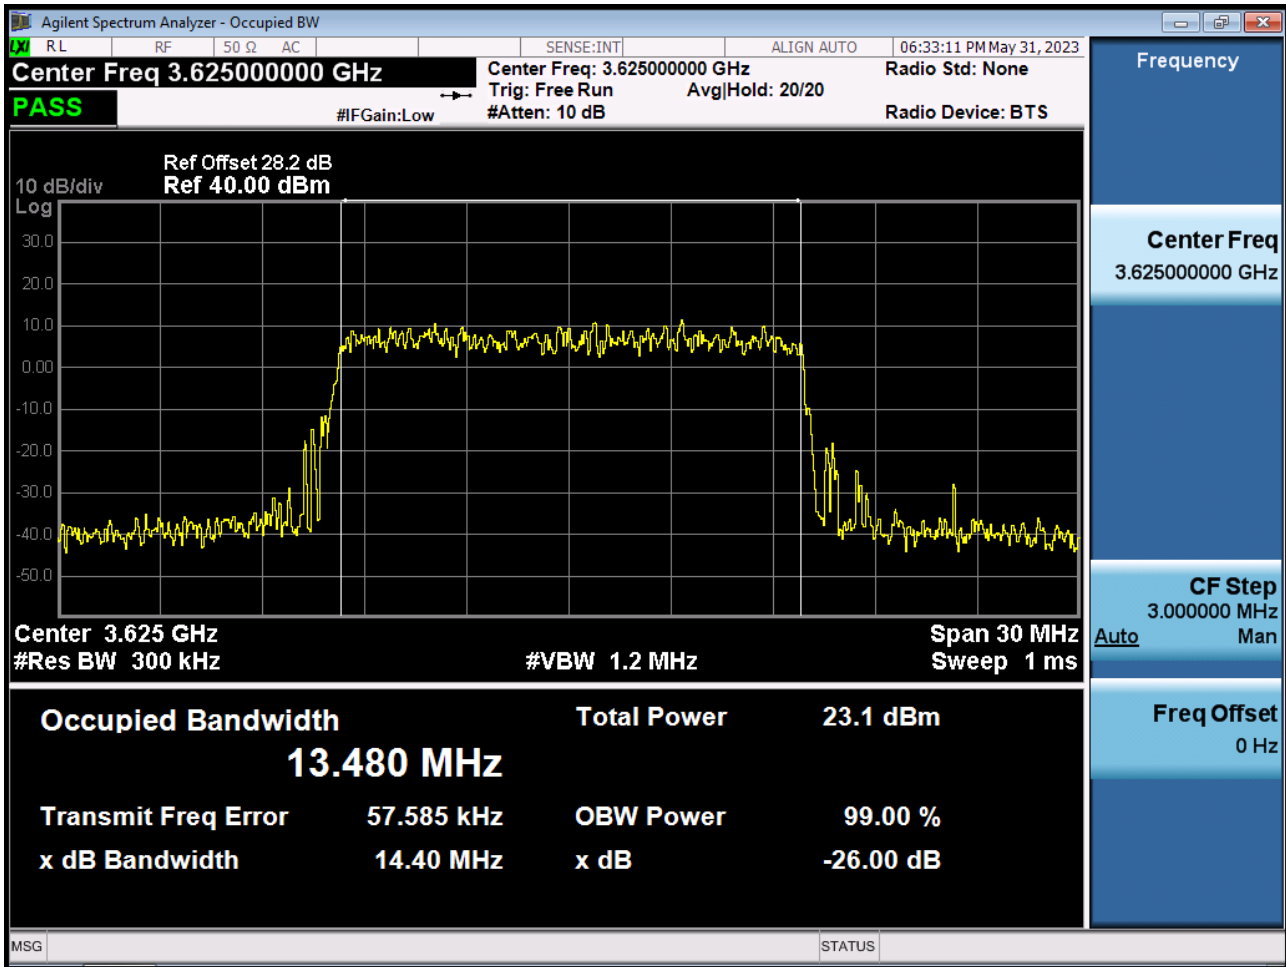 Agilent Spectrum Analyzer - Occupied BW
LXI RL RF 50 Ω AC SENSE:INT ALIGN AUTO 06:33:11 PM May 31, 2023
Center Freq 3.625000000 GHz
Center Freq: 3.625000000 GHz Radio Std: None
Trig: Free Run Avg|Hold: 20/20
PASS
#IFGain:Low #Atten: 10 dB Radio Device: BTS
Ref Offset 28.2 dB
10 dB/div Ref 40.00 dBm
Log
30.0
20.0
10.0
0.00
-10.0
-20.0
-30.0
-40.0
-50.0
Center 3.625 GHz Span 30 MHz
#Res BW 300 kHz #VBW 1.2 MHz Sweep 1 ms
Occupied Bandwidth Total Power 23.1 dBm
13.480 MHz
Transmit Freq Error 57.585 kHz OBW Power 99.00 %
x dB Bandwidth 14.40 MHz x dB -26.00 dB
MSG STATUS
Frequency
Center Freq
3.625000000 GHz
CF Step
3.000000 MHz
Auto Man
Freq Offset
0 Hz